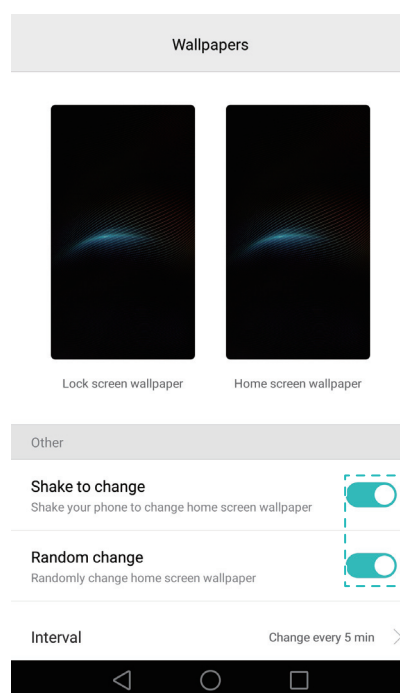 Wallpapers
Lock screen wallpaper
Home screen wallpaper
Other
Shake to change
Shake your phone to change home screen wallpaper
Random change
Randomly change home screen wallpaper
Interval
Change every 5 min